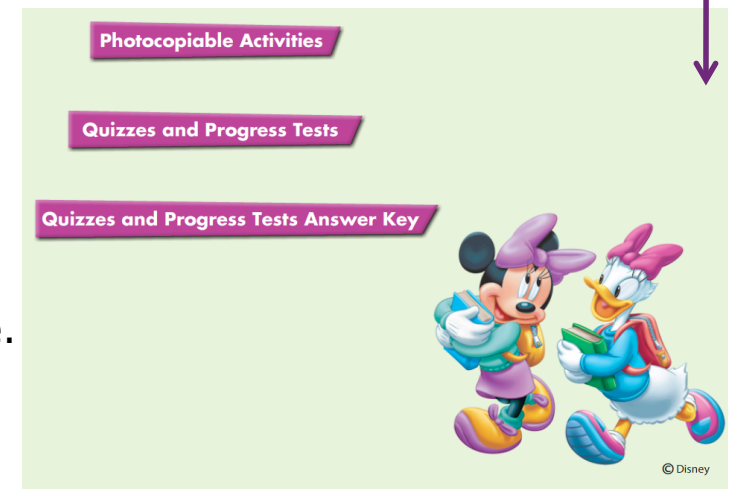 Photocopiable Activities
Quizzes and Progress Tests
Quizzes and Progress Tests Answer Key
© Disney